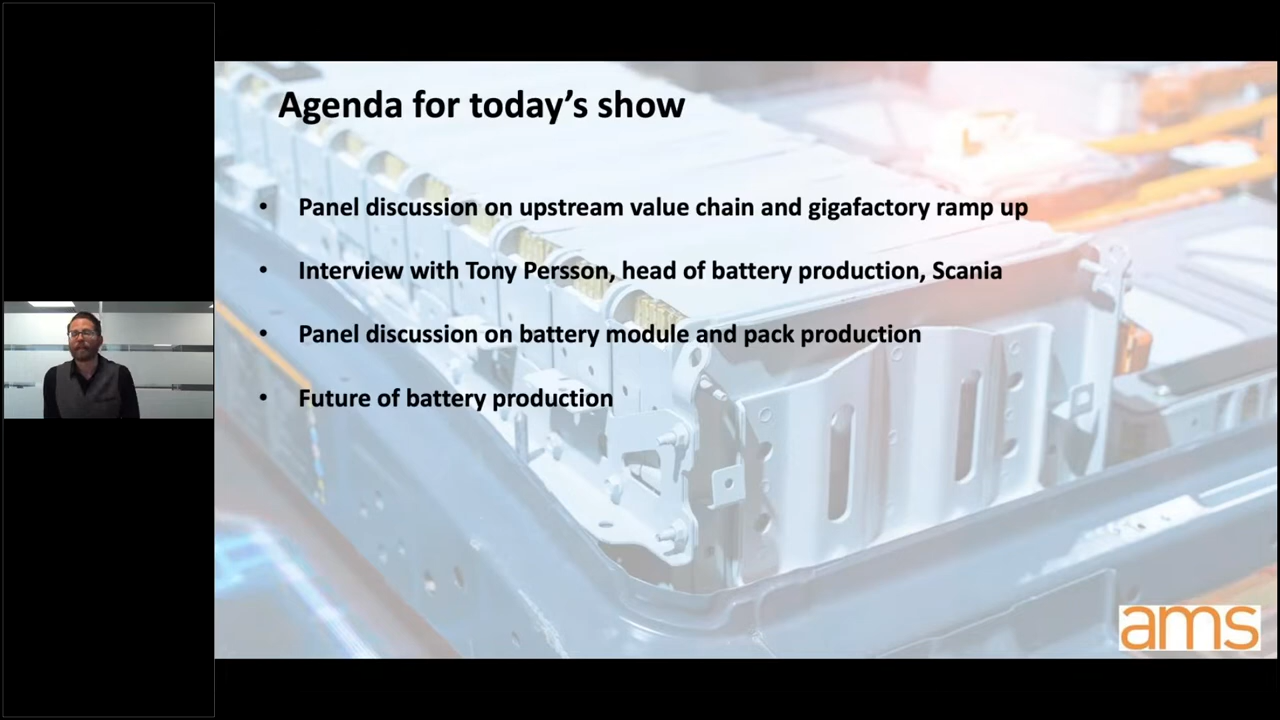 Agenda for today's show
• Panel discussion on upstream value chain and gigafactory ramp up
• Interview with Tony Persson, head of battery production, Scania
• Panel discussion on battery module and pack production
• Future of battery production
ams